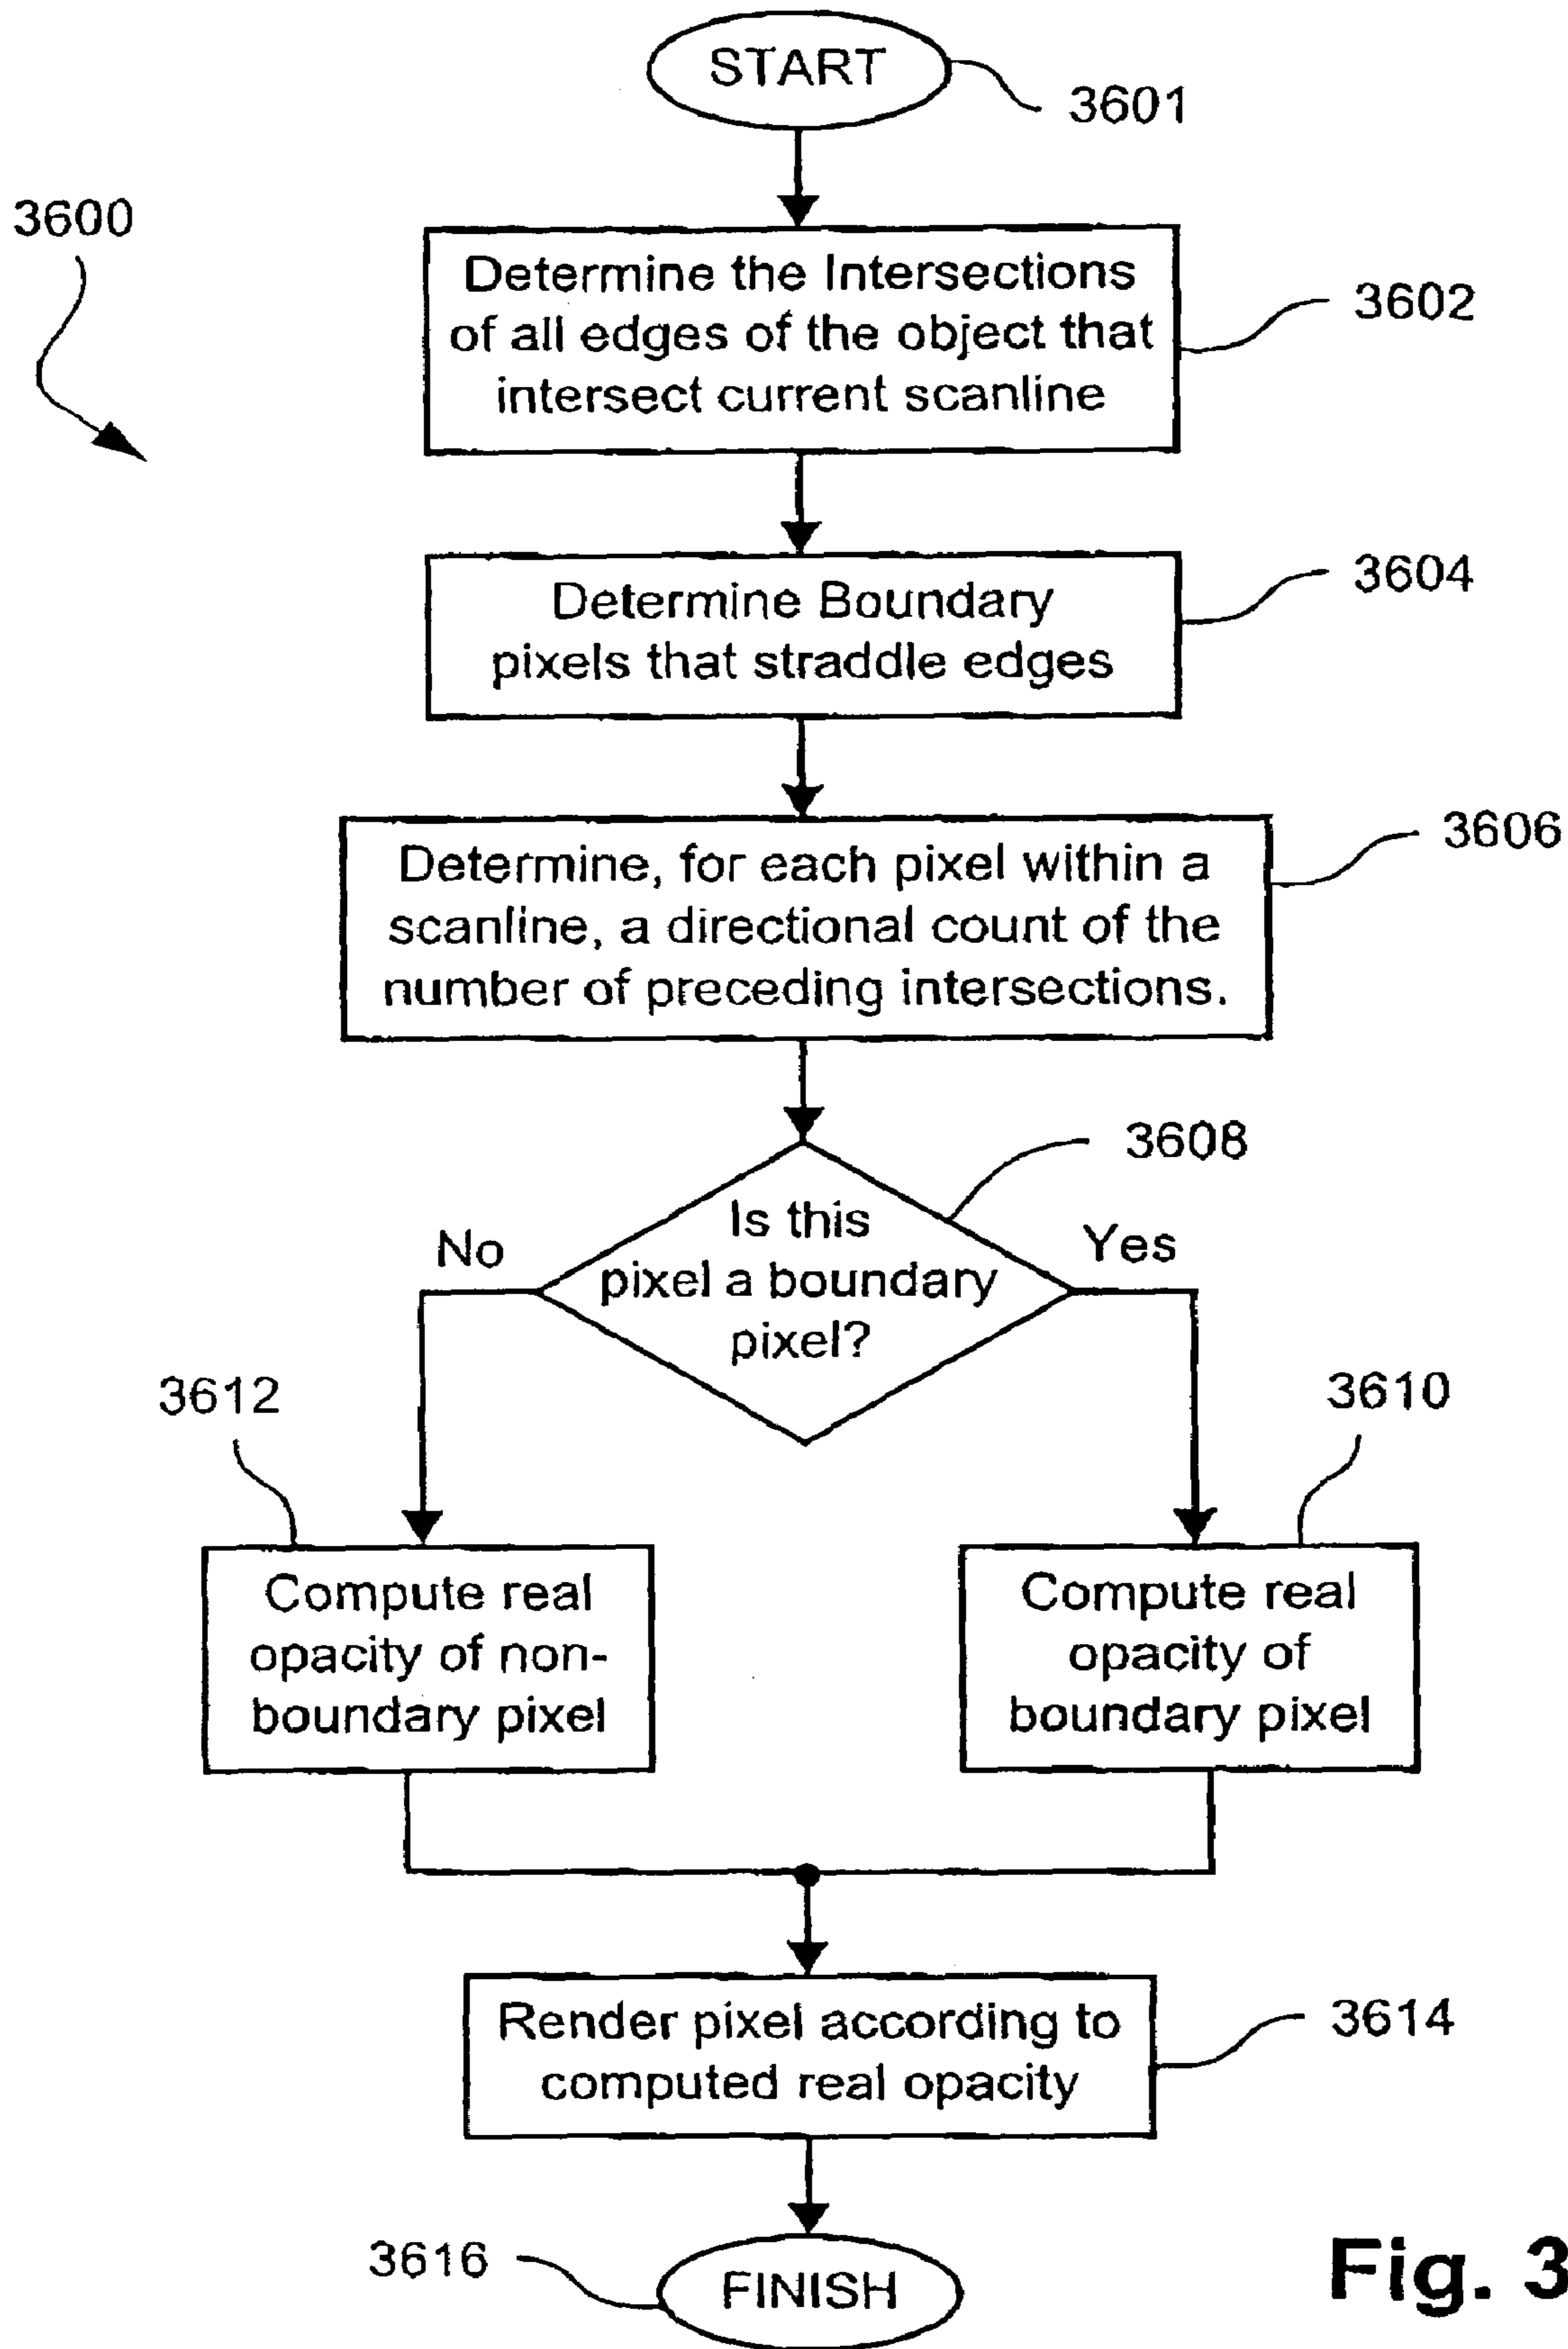 START
3601
3600
Determine the Intersections
of all edges of the object that
intersect current scanline
3602
Determine Boundary
pixels that straddle edges
3604
Determine, for each pixel within a
scanline, a directional count of the
number of preceding intersections.
3606
3608
Is this
pixel a boundary
pixel?
No
Yes
3612
3610
Compute real
opacity of non-
boundary pixel
Compute real
opacity of
boundary pixel
Render pixel according to
computed real opacity
3614
3616
FINISH
Fig. 3